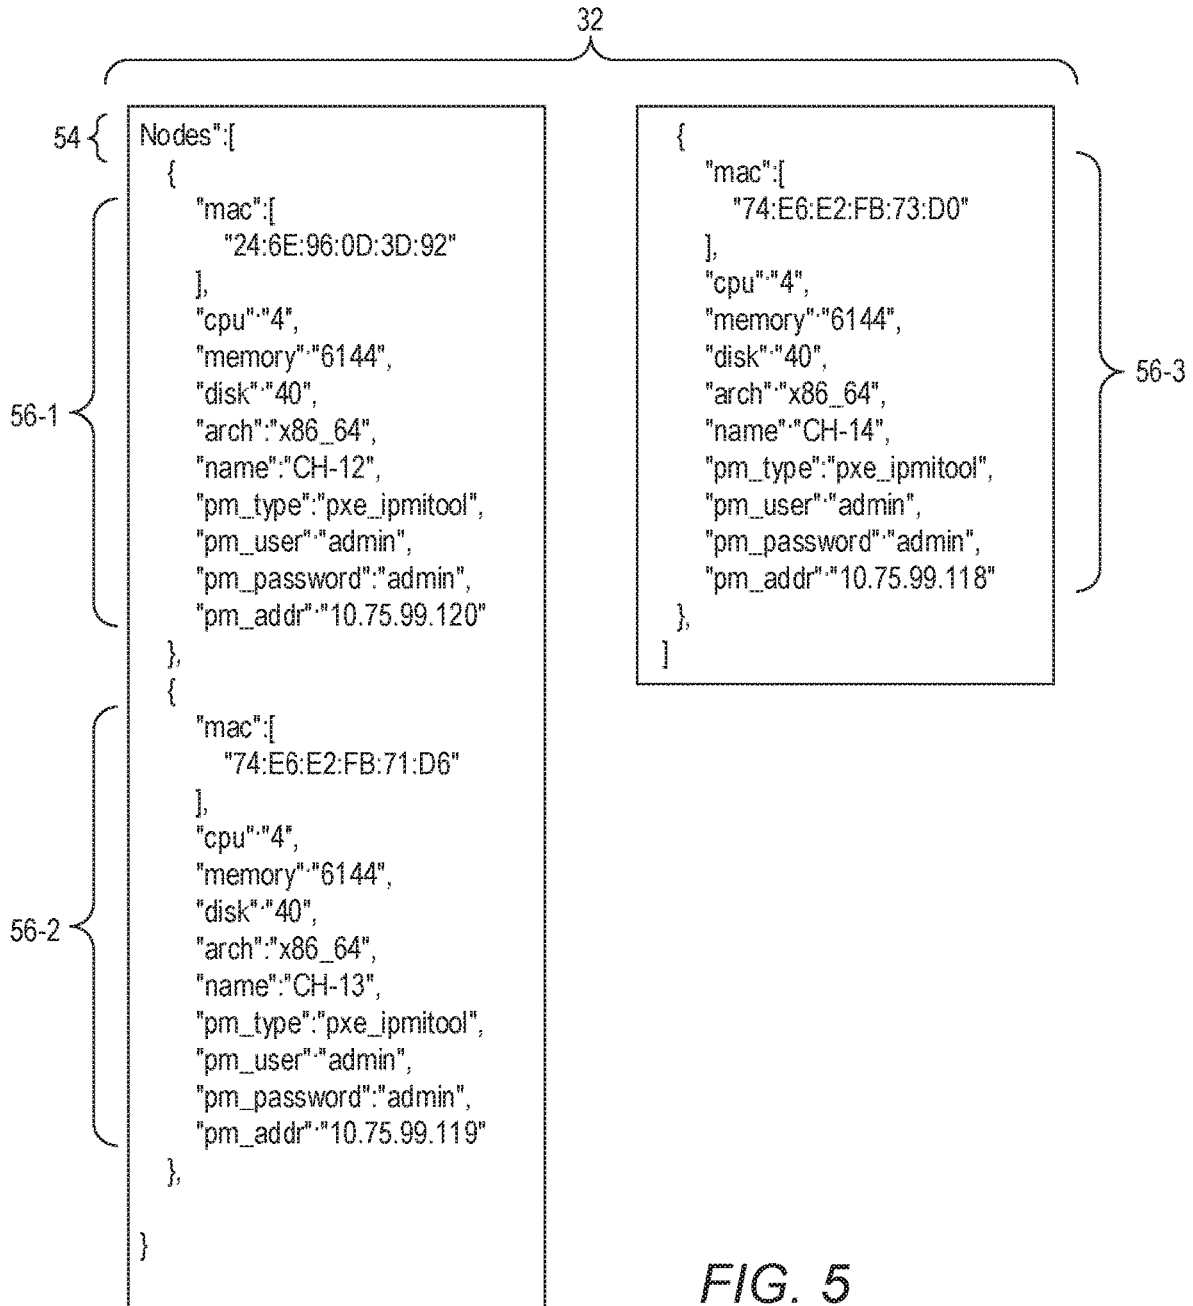 32
54
Nodes":[
{
"mac":[
"24:6E:96:0D:3D:92"
],
"cpu":"4",
"memory":"6144",
"disk":"40",
"arch":"x86_64",
"name":"CH-12",
"pm_type":"pxe_ipmitool",
"pm_user":"admin",
"pm_password":"admin",
"pm_addr":"10.75.99.120"
},
56-1
{
"mac":[
"74:E6:E2:FB:71:D6"
],
"cpu":"4",
"memory":"6144",
"disk":"40",
"arch":"x86_64",
"name":"CH-13",
"pm_type":"pxe_ipmitool",
"pm_user":"admin",
"pm_password":"admin",
"pm_addr":"10.75.99.119"
},
}
56-2
{
"mac":[
"74:E6:E2:FB:73:D0"
],
"cpu":"4",
"memory":"6144",
"disk":"40",
"arch":"x86_64",
"name":"CH-14",
"pm_type":"pxe_ipmitool",
"pm_user":"admin",
"pm_password":"admin",
"pm_addr":"10.75.99.118"
},
]
56-3
FIG. 5